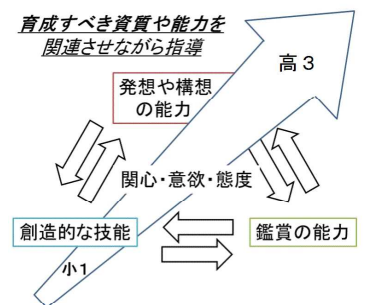 育成すべき資質や能力を
関連させながら指導
高３
発想や構想
の能力
関心・意欲・態度
創造的な技能
鑑賞の能力
小１